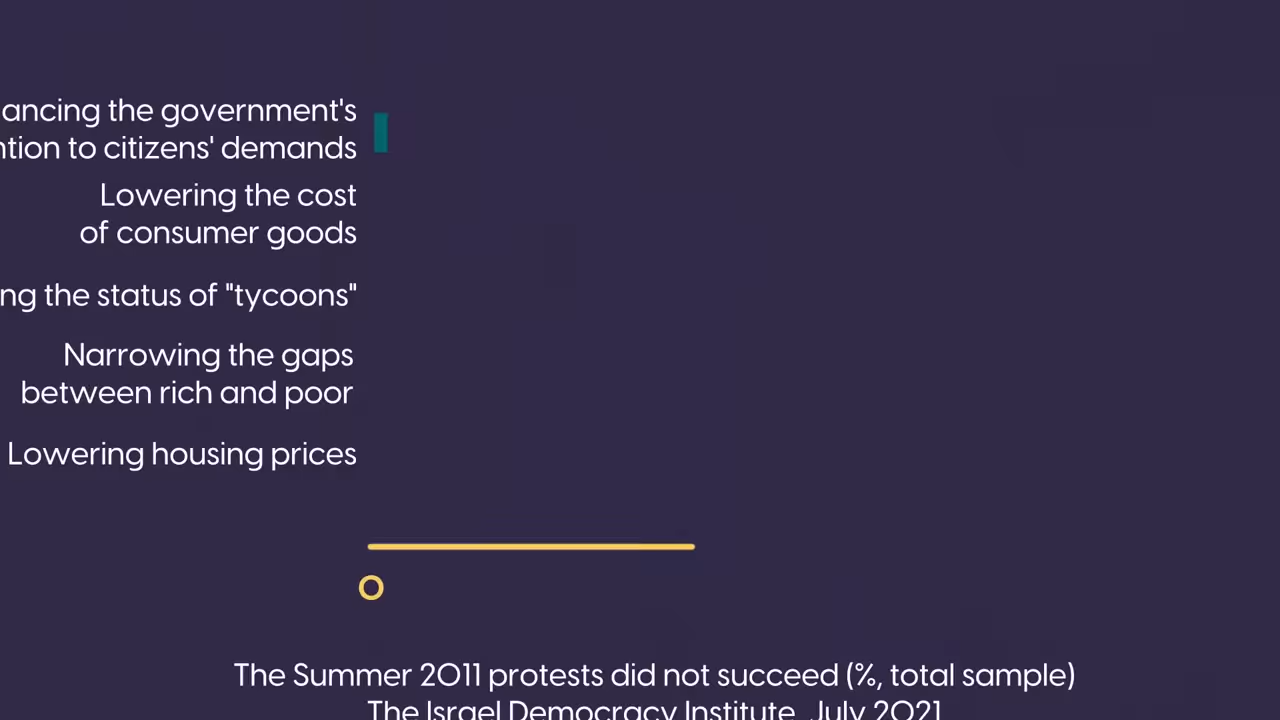 ancing the government's
ntion to citizens' demands
Lowering the cost
of consumer goods
ng the status of "tycoons"
Narrowing the gaps
between rich and poor
Lowering housing prices
0
The Summer 2011 protests did not succeed (%, total sample)
The Israel Democracy Institute, July 2021